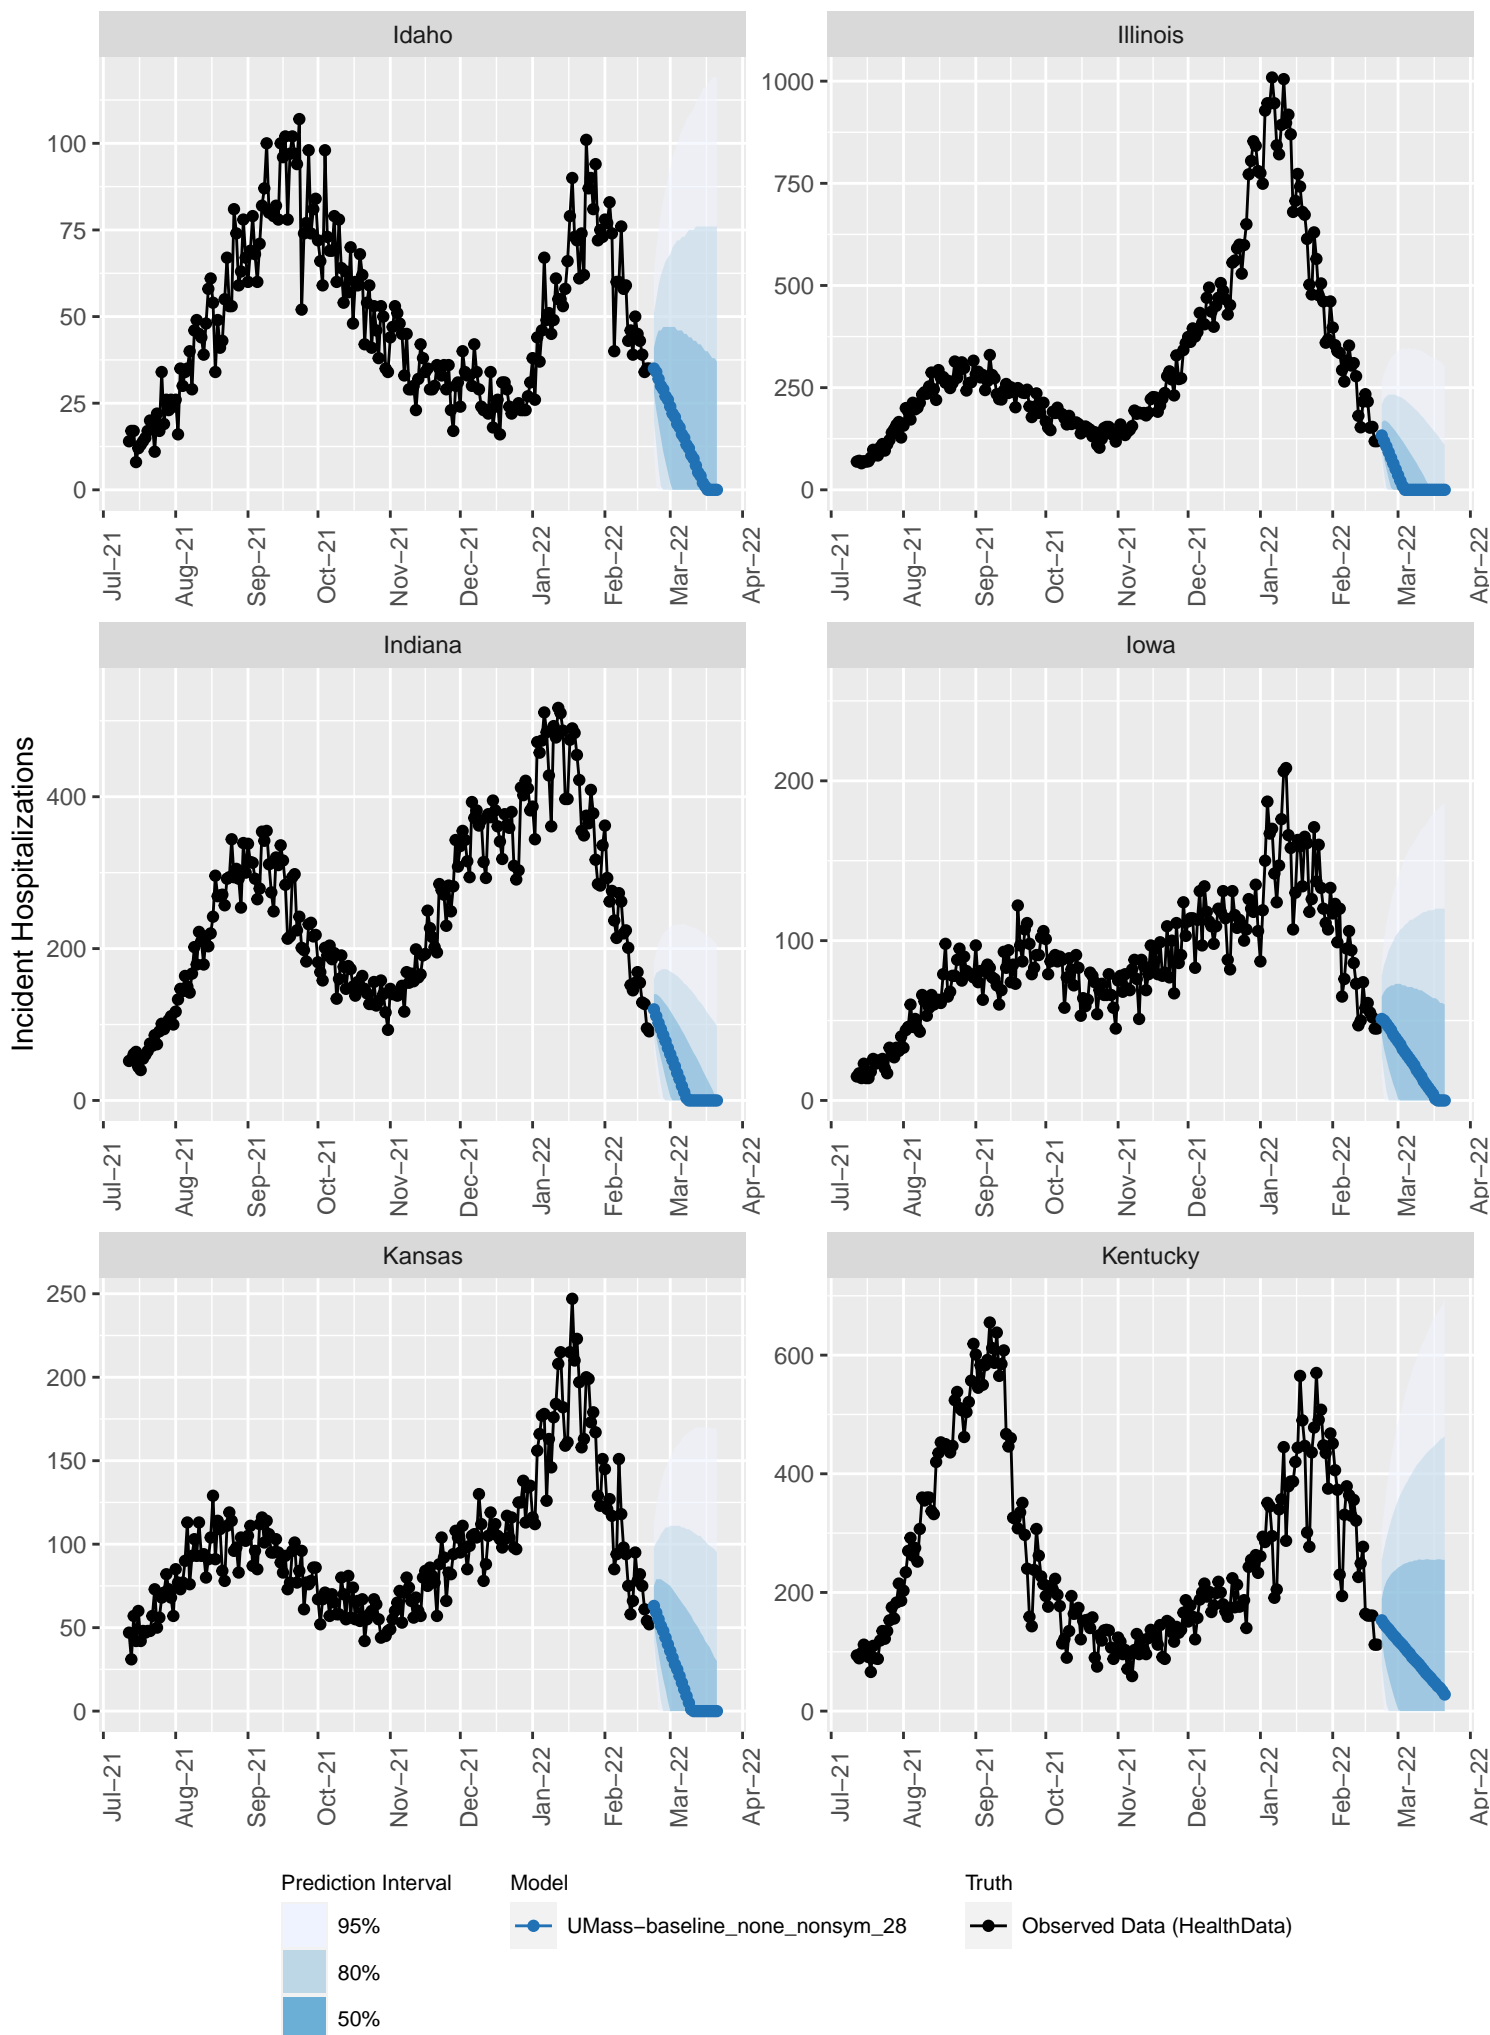 Idaho
Illinois
100
75
50
25
0
1000
750
500
250
0
Jul−21
Aug−21
Sep−21
Oct−21
Nov−21
Dec−21
Jan−22
Feb−22
Mar−22
Apr−22
Jul−21
Aug−21
Sep−21
Oct−21
Nov−21
Dec−21
Jan−22
Feb−22
Mar−22
Apr−22
Incident Hospitalizations
Indiana
Iowa
400
200
0
200
100
0
Jul−21
Aug−21
Sep−21
Oct−21
Nov−21
Dec−21
Jan−22
Feb−22
Mar−22
Apr−22
Jul−21
Aug−21
Sep−21
Oct−21
Nov−21
Dec−21
Jan−22
Feb−22
Mar−22
Apr−22
Kansas
Kentucky
250
200
150
100
50
0
600
400
200
0
Jul−21
Aug−21
Sep−21
Oct−21
Nov−21
Dec−21
Jan−22
Feb−22
Mar−22
Apr−22
Jul−21
Aug−21
Sep−21
Oct−21
Nov−21
Dec−21
Jan−22
Feb−22
Mar−22
Apr−22
Prediction Interval
95%
80%
50%
Model
UMass−baseline_none_nonsym_28
Truth
Observed Data (HealthData)